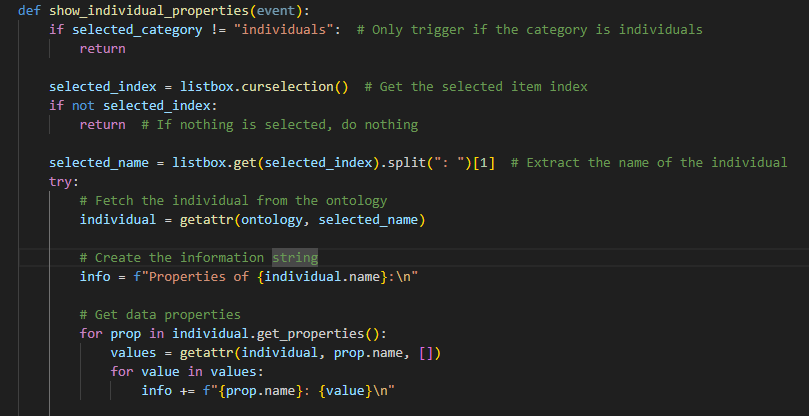 def show_individual_properties(event):
    if selected_category != "individuals":  # Only trigger if the category is individuals
        return

    selected_index = listbox.curselection()  # Get the selected item index
    if not selected_index:
        return  # If nothing is selected, do nothing

    selected_name = listbox.get(selected_index).split(": ")[1]  # Extract the name of the individual
    try:
        # Fetch the individual from the ontology
        individual = getattr(ontology, selected_name)

        # Create the information string
        info = f"Properties of {individual.name}:\n"

        # Get data properties
        for prop in individual.get_properties():
            values = getattr(individual, prop.name, [])
            for value in values:
                info += f"{prop.name}: {value}\n"